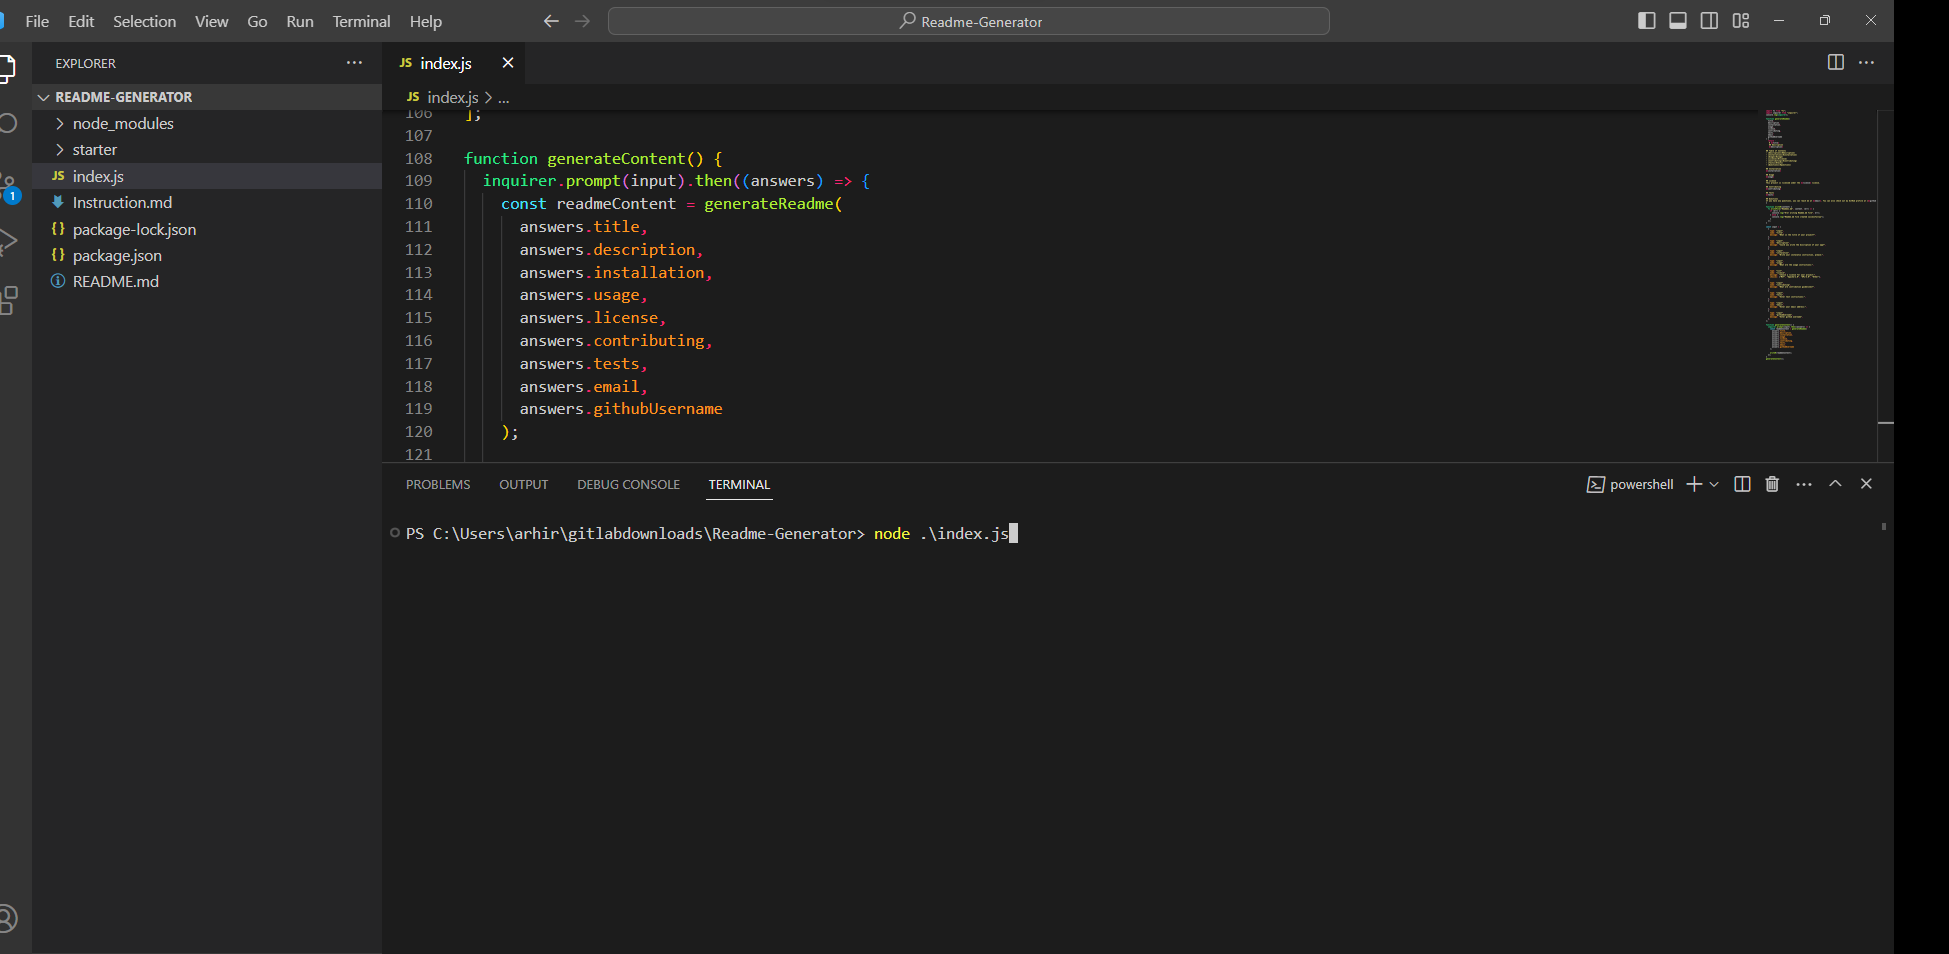 File Edit Selection View Go Run Terminal Help
Readme-Generator
EXPLORER
README-GENERATOR
node_modules
starter
JS index.js
1
Instruction.md
{} package-lock.json
{} package.json
README.md
JS index.js
JS index.js > ...
106 ];
107
108 function generateContent() {
109 inquirer.prompt(input).then((answers) => {
110 const readmeContent = generateReadme(
111 answers.title,
112 answers.description,
113 answers.installation,
114 answers.usage,
115 answers.license,
116 answers.contributing,
117 answers.tests,
118 answers.email,
119 answers.githubUsername
120 );
121
PROBLEMS OUTPUT DEBUG CONSOLE TERMINAL
powershell
PS C:\Users\arhir\gitlabdownloads\Readme-Generator> node .\index.js